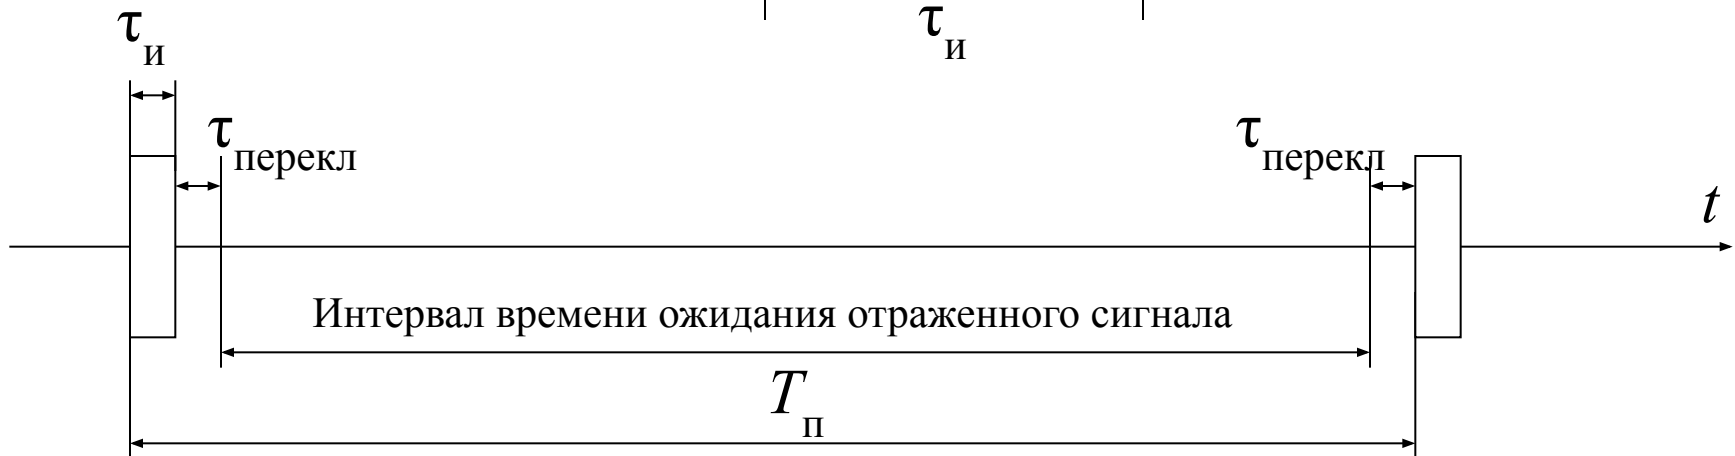 τи
τи
τперекл
τперекл
t
Интервал времени ожидания отраженного сигнала
Tп